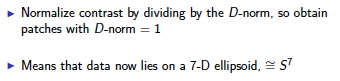 ▶ Normalize contrast by dividing by the D-norm, so obtain
patches with D-norm = 1
▶ Means that data now lies on a 7-D ellipsoid, ≅ S⁷